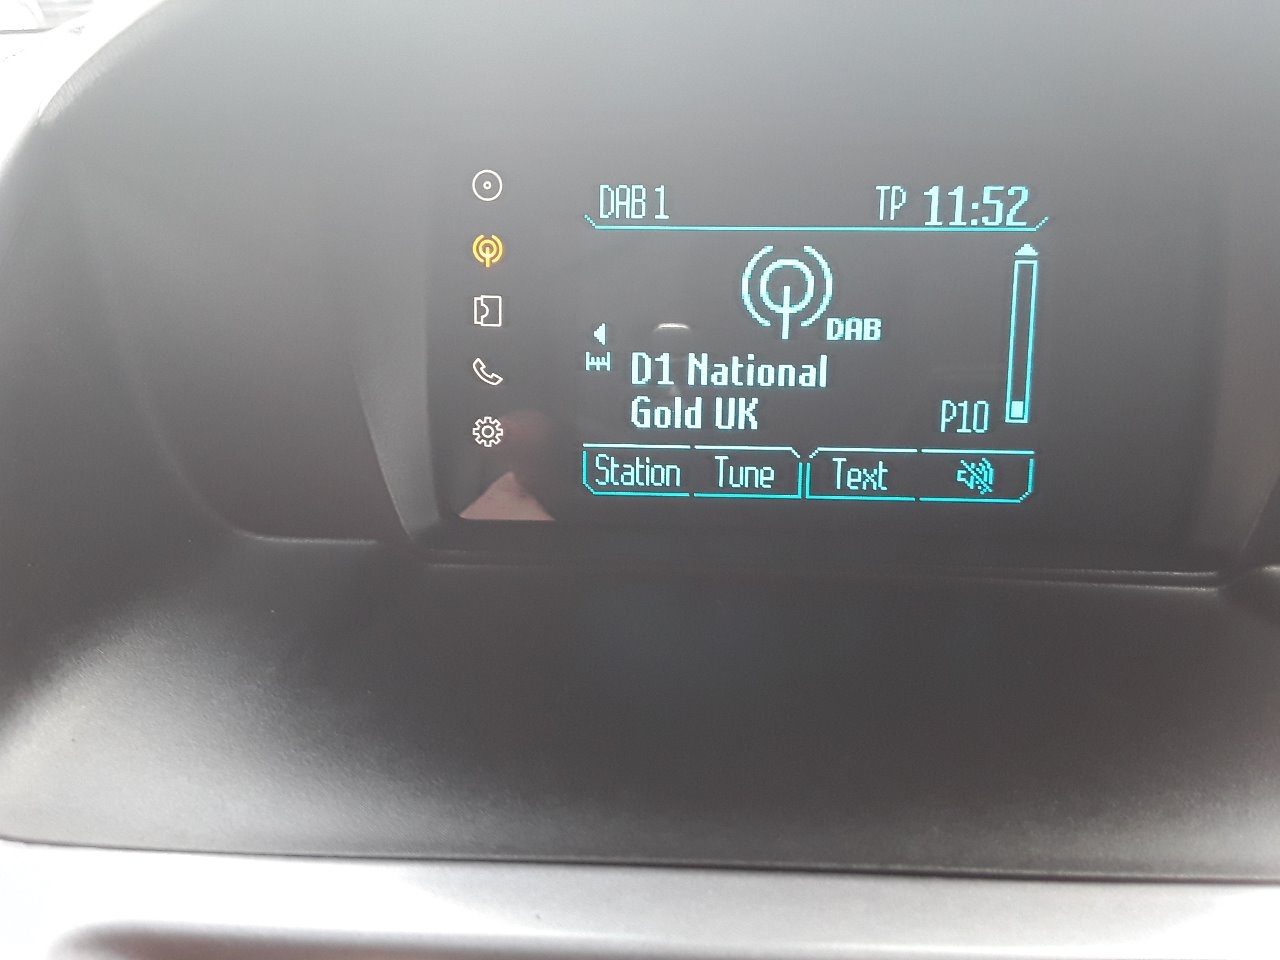 DAB 1 TP 11:52
DAB
D1 National
Gold UK P10
Station Tune Text